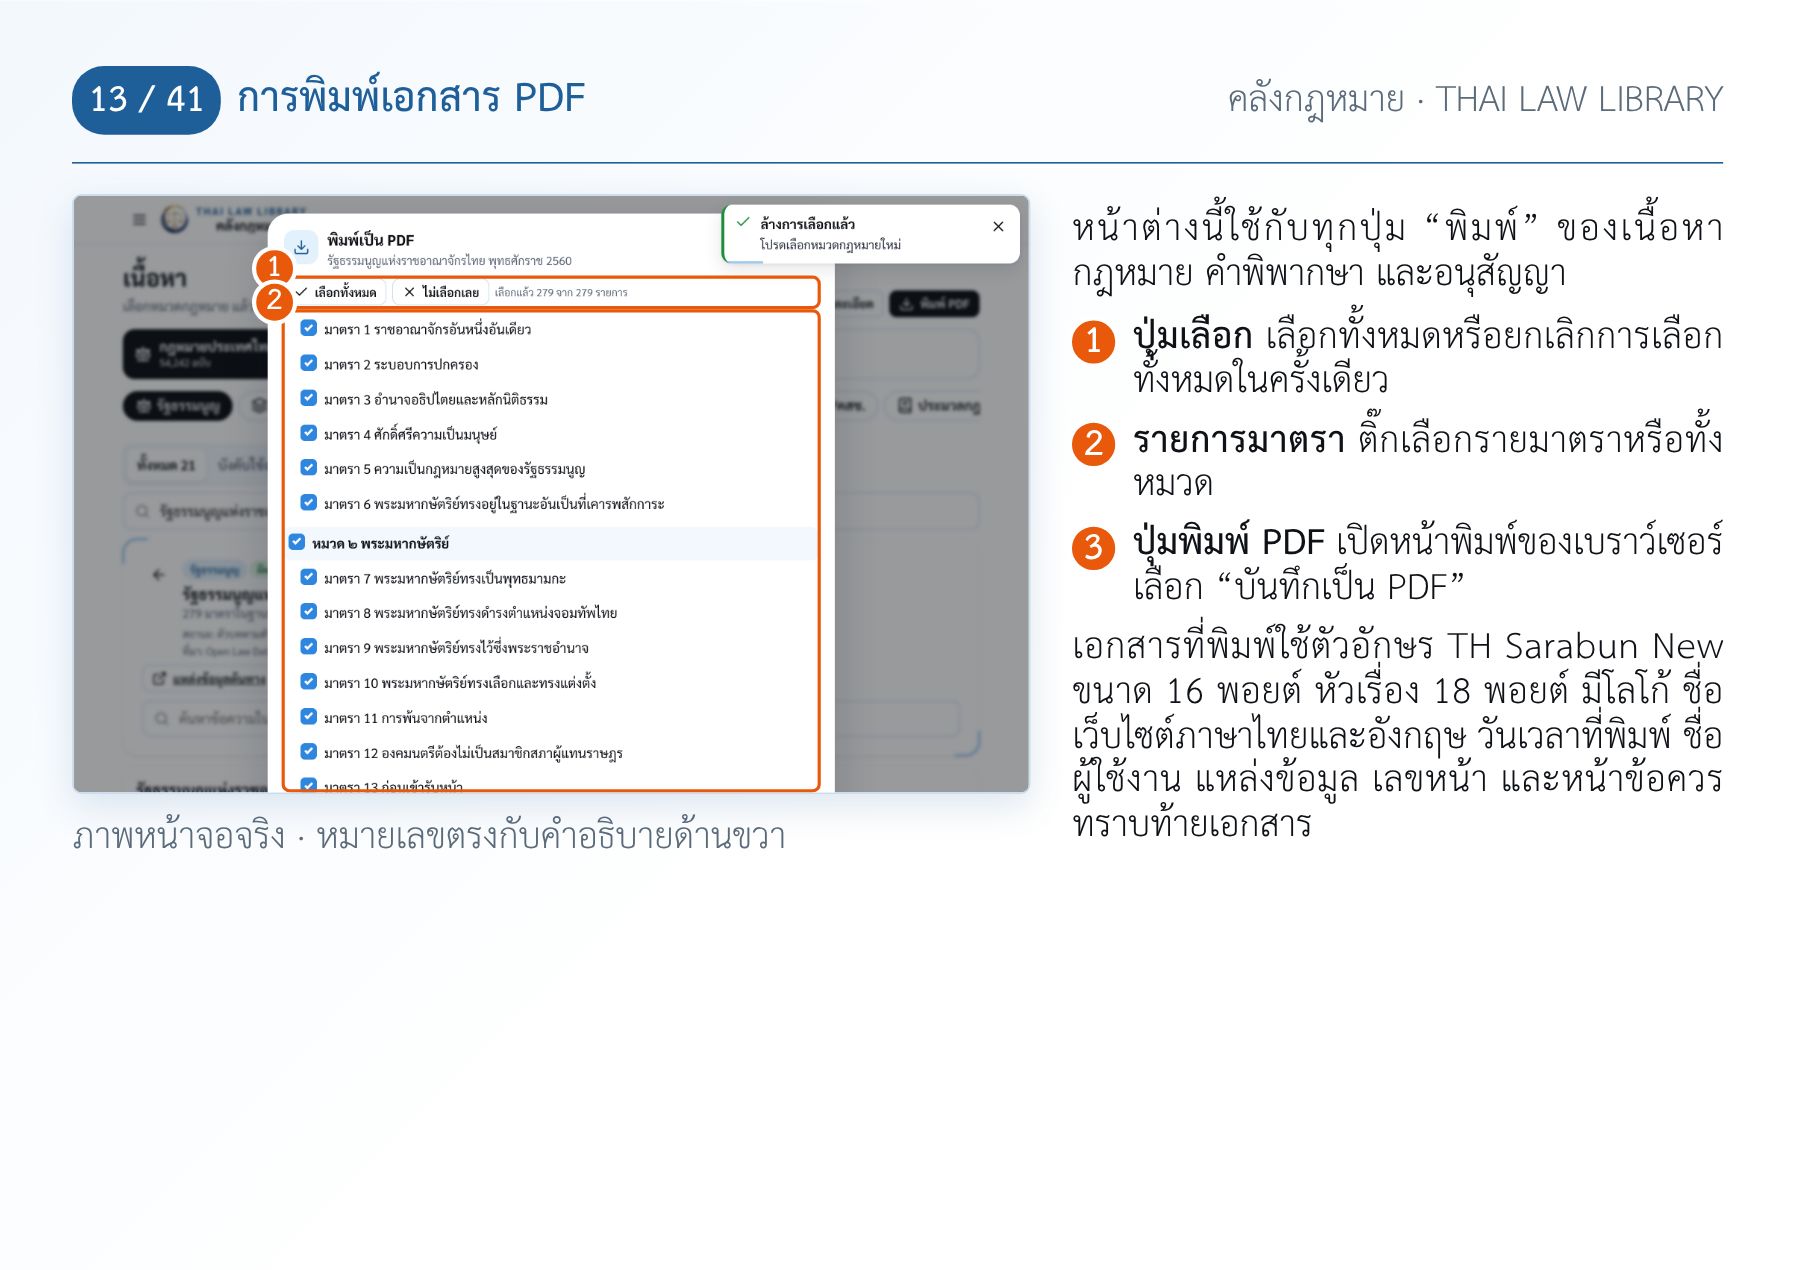 13 / 41 การพิมพ์เอกสาร PDF
คลังกฎหมาย · THAI LAW LIBRARY
THAI LAW LIBRARY
เนื้อหา
พิมพ์เป็น PDF
รัฐธรรมนูญแห่งราชอาณาจักรไทย พุทธศักราช 2560
ล้างการเลือกแล้ว
โปรดเลือกหมวดกฎหมายใหม่
1
2
เลือกทั้งหมด
ไม่เลือกเลย
เลือกแล้ว 279 จาก 279 รายการ
พิมพ์ PDF
รัฐธรรมนูญ
ทั้งหมด 21
มาตรา 1 ราชอาณาจักรอันหนึ่งอันเดียว
มาตรา 2 ระบอบการปกครอง
มาตรา 3 อำนาจอธิปไตยและหลักนิติธรรม
มาตรา 4 ศักดิ์ศรีความเป็นมนุษย์
มาตรา 5 ความเป็นกฎหมายสูงสุดของรัฐธรรมนูญ
มาตรา 6 พระมหากษัตริย์ทรงอยู่ในฐานะอันเป็นที่เคารพสักการะ
หมวด ๒ พระมหากษัตริย์
มาตรา 7 พระมหากษัตริย์ทรงเป็นพุทธมามกะ
มาตรา 8 พระมหากษัตริย์ทรงดำรงตำแหน่งจอมทัพไทย
มาตรา 9 พระมหากษัตริย์ทรงไว้ซึ่งพระราชอำนาจ
มาตรา 10 พระมหากษัตริย์ทรงเลือกและทรงแต่งตั้ง
มาตรา 11 การพ้นจากตำแหน่ง
มาตรา 12 องคมนตรีต้องไม่เป็นสมาชิกสภาผู้แทนราษฎร
มาตรา 13 ก่อนเข้ารับหน้า
ภาพหน้าจอจริง · หมายเลขตรงกับคำอธิบายด้านขวา
หน้าต่างนี้ใช้กับทุกปุ่ม “พิมพ์” ของเนื้อหา
กฎหมาย คำพิพากษา และอนุสัญญา
1 ปุ่มเลือก เลือกทั้งหมดหรือยกเลิกการเลือก
ทั้งหมดในครั้งเดียว
2 รายการมาตรา ติ๊กเลือกรายมาตราหรือทั้ง
หมวด
3 ปุ่มพิมพ์ PDF เปิดหน้าพิมพ์ของเบราว์เซอร์
เลือก “บันทึกเป็น PDF”
เอกสารที่พิมพ์ใช้ตัวอักษร TH Sarabun New
ขนาด 16 พอยต์ หัวเรื่อง 18 พอยต์ มีโลโก้ ชื่อ
เว็บไซต์ภาษาไทยและอังกฤษ วันเวลาที่พิมพ์ ชื่อ
ผู้ใช้งาน แหล่งข้อมูล เลขหน้า และหน้าข้อควร
ทราบท้ายเอกสาร